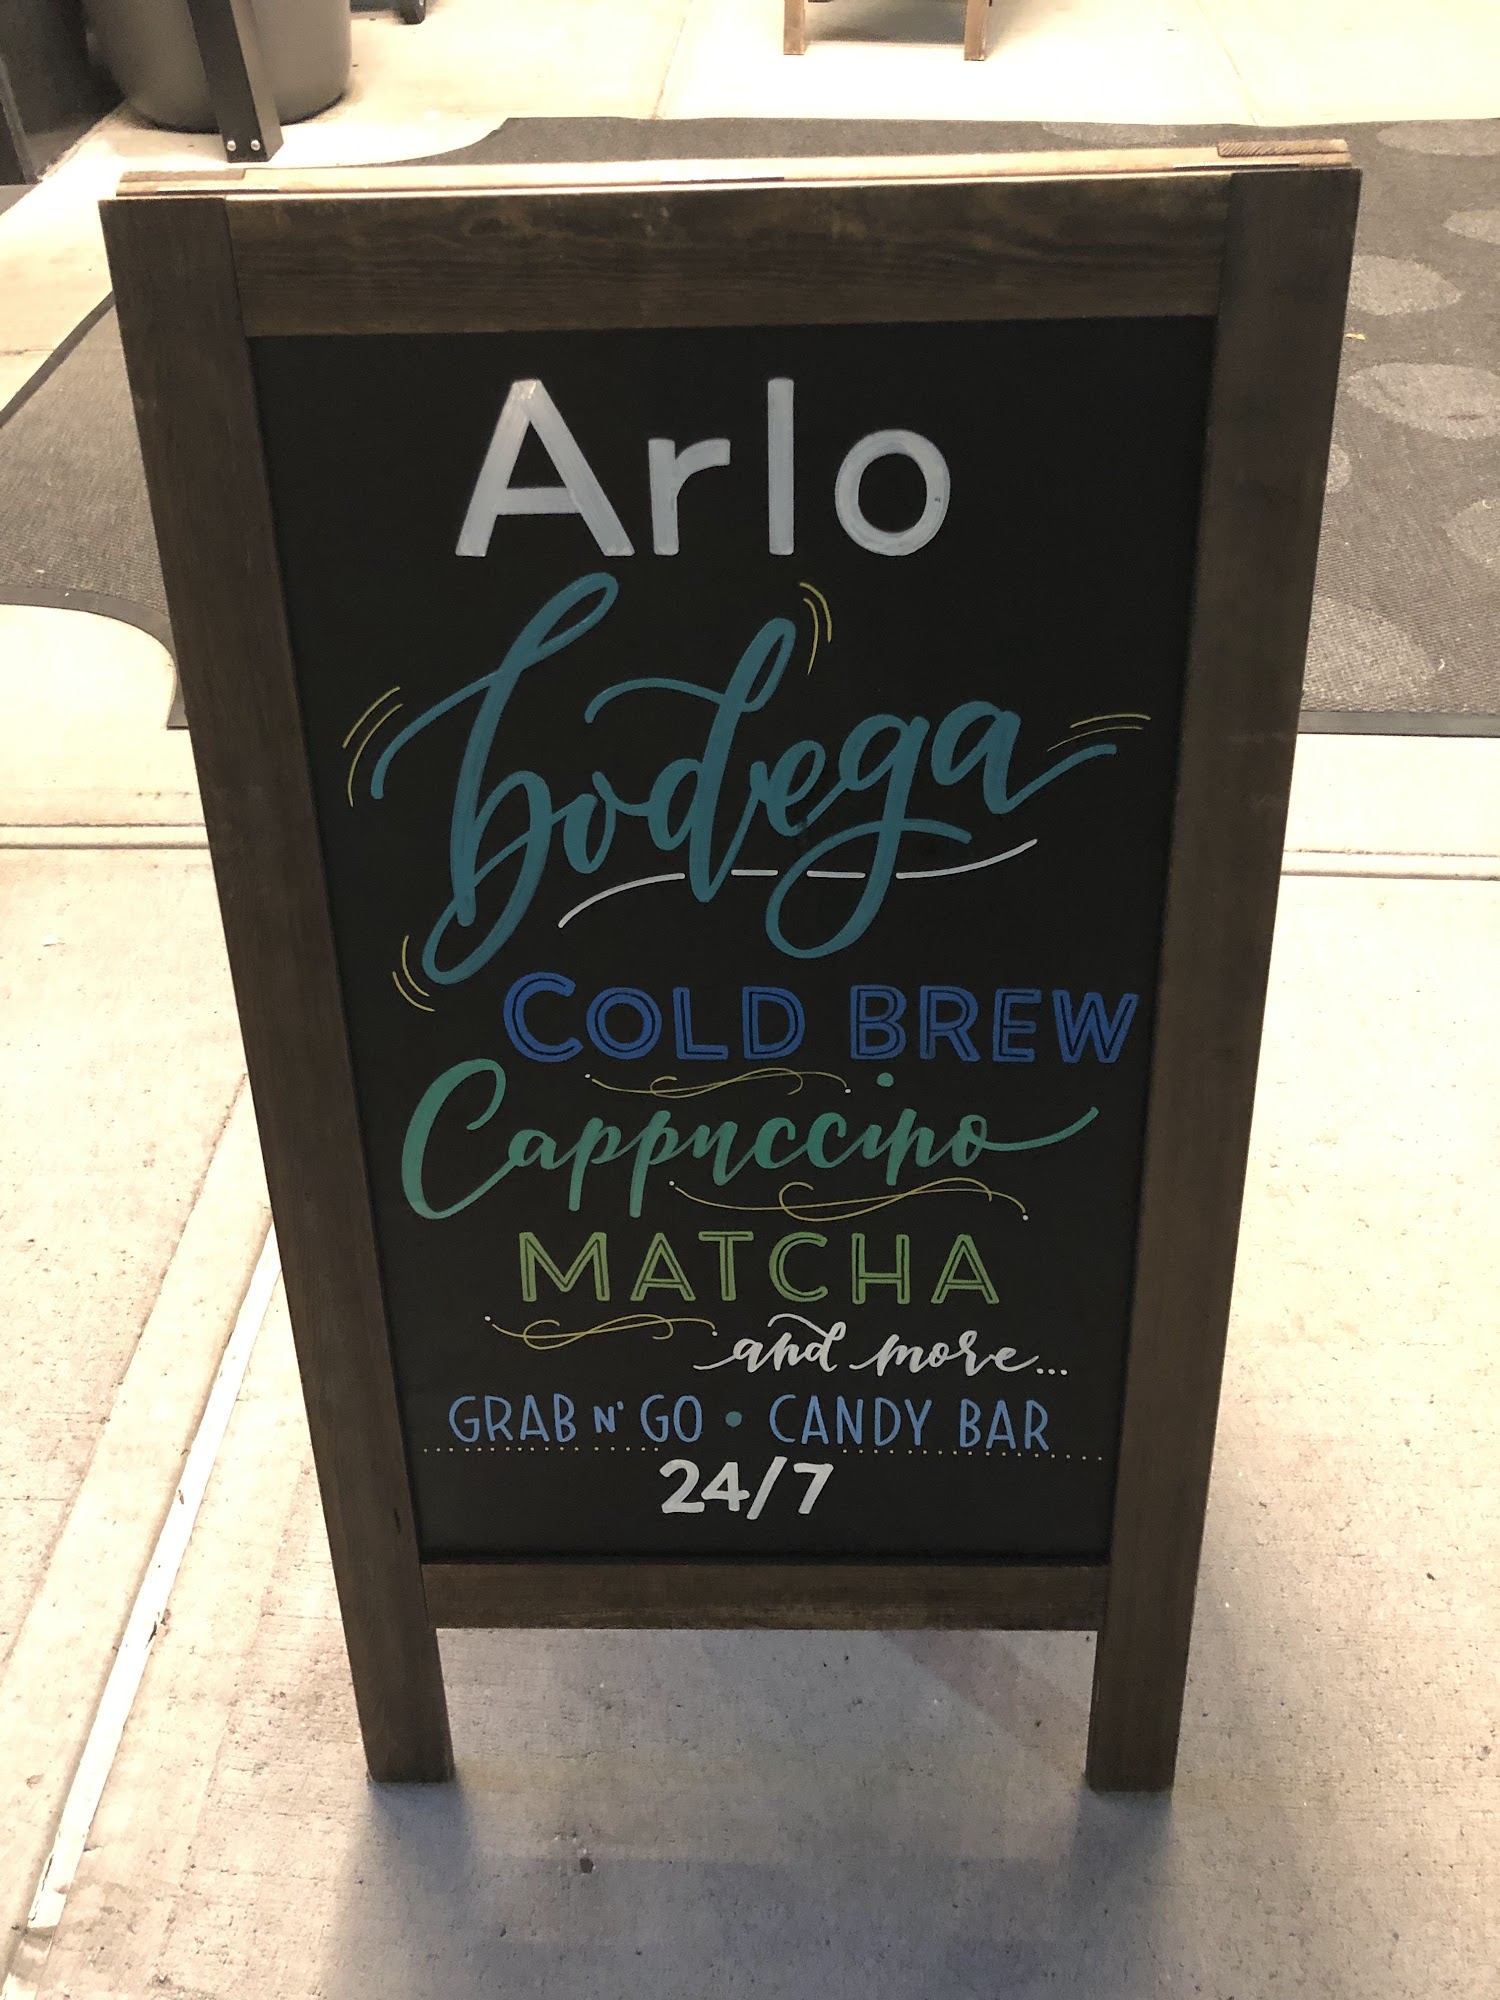 Arlo
bodega
COLD BREW
Cappuccino
MATCHA
and more...
GRAB N' GO • CANDY BAR
24/7